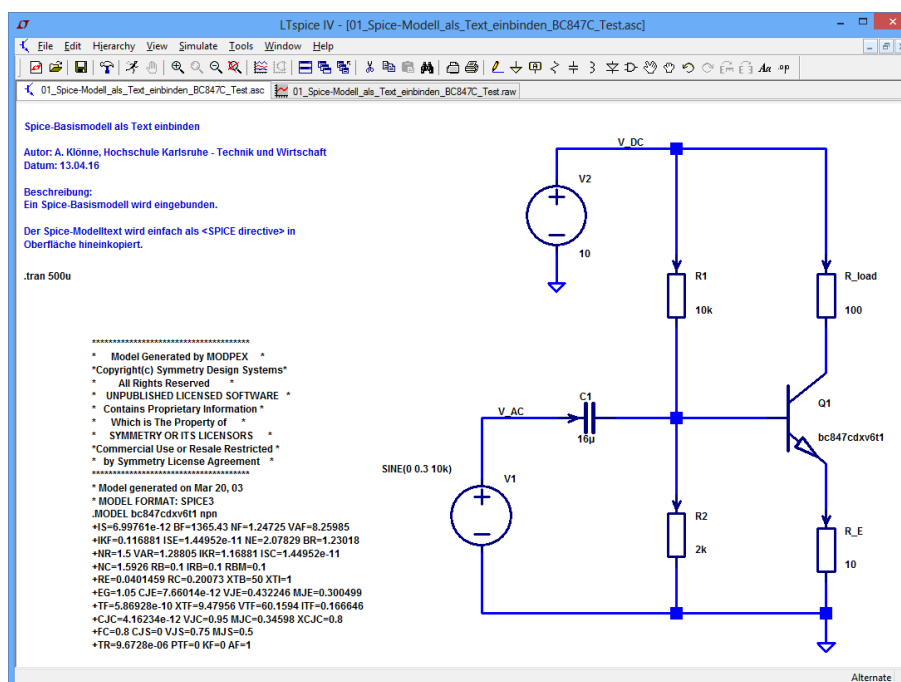 LTspice IV - [01_Spice-Modell_als_Text_einbinden_BC847C_Test.asc]
File Edit Hierarchy View Simulate Tools Window Help
Aa .op
01_Spice-Modell_als_Text_einbinden_BC847C_Test.asc 01_Spice-Modell_als_Text_einbinden_BC847C_Test.raw
Spice-Basismodell als Text einbinden
Autor: A. Klönne, Hochschule Karlsruhe - Technik und Wirtschaft
Datum: 13.04.16
Beschreibung:
Ein Spice-Basismodell wird eingebunden.
Der Spice-Modelltext wird einfach als <SPICE directive> in
Oberfläche hineinkopiert.
.tran 500u
V_DC
V2
10
R1
10k
R_load
100
C1
16µ
V_AC
Q1
bc847cdxv6t1
SINE(0 0.3 10k)
V1
R2
2k
R_E
10
**************************************
* Model Generated by MODPEX *
*Copyright(c) Symmetry Design Systems*
* All Rights Reserved *
* UNPUBLISHED LICENSED SOFTWARE *
* Contains Proprietary Information *
* Which is The Property of *
* SYMMETRY OR ITS LICENSORS *
*Commercial Use or Resale Restricted *
* by Symmetry License Agreement *
**************************************
* Model generated on Mar 20, 03
* MODEL FORMAT: SPICE3
.MODEL bc847cdxv6t1 npn
+IS=6.99761e-12 BF=1365.43 NF=1.24725 VAF=8.25985
+IKF=0.116881 ISE=1.44952e-11 NE=2.07829 BR=1.23018
+NR=1.5 VAR=1.28805 IKR=1.16881 ISC=1.44952e-11
+NC=1.5926 RB=0.1 IRB=0.1 RBM=0.1
+RE=0.0401459 RC=0.20073 XTB=50 XTI=1
+EG=1.05 CJE=7.66014e-12 VJE=0.432246 MJE=0.300499
+TF=5.86928e-10 XTF=9.47956 VTF=60.1594 ITF=0.166646
+CJC=4.16234e-12 VJC=0.95 MJC=0.34598 XCJC=0.8
+FC=0.8 CJS=0 VJS=0.75 MJS=0.5
+TR=9.6728e-06 PTF=0 KF=0 AF=1
Alternate